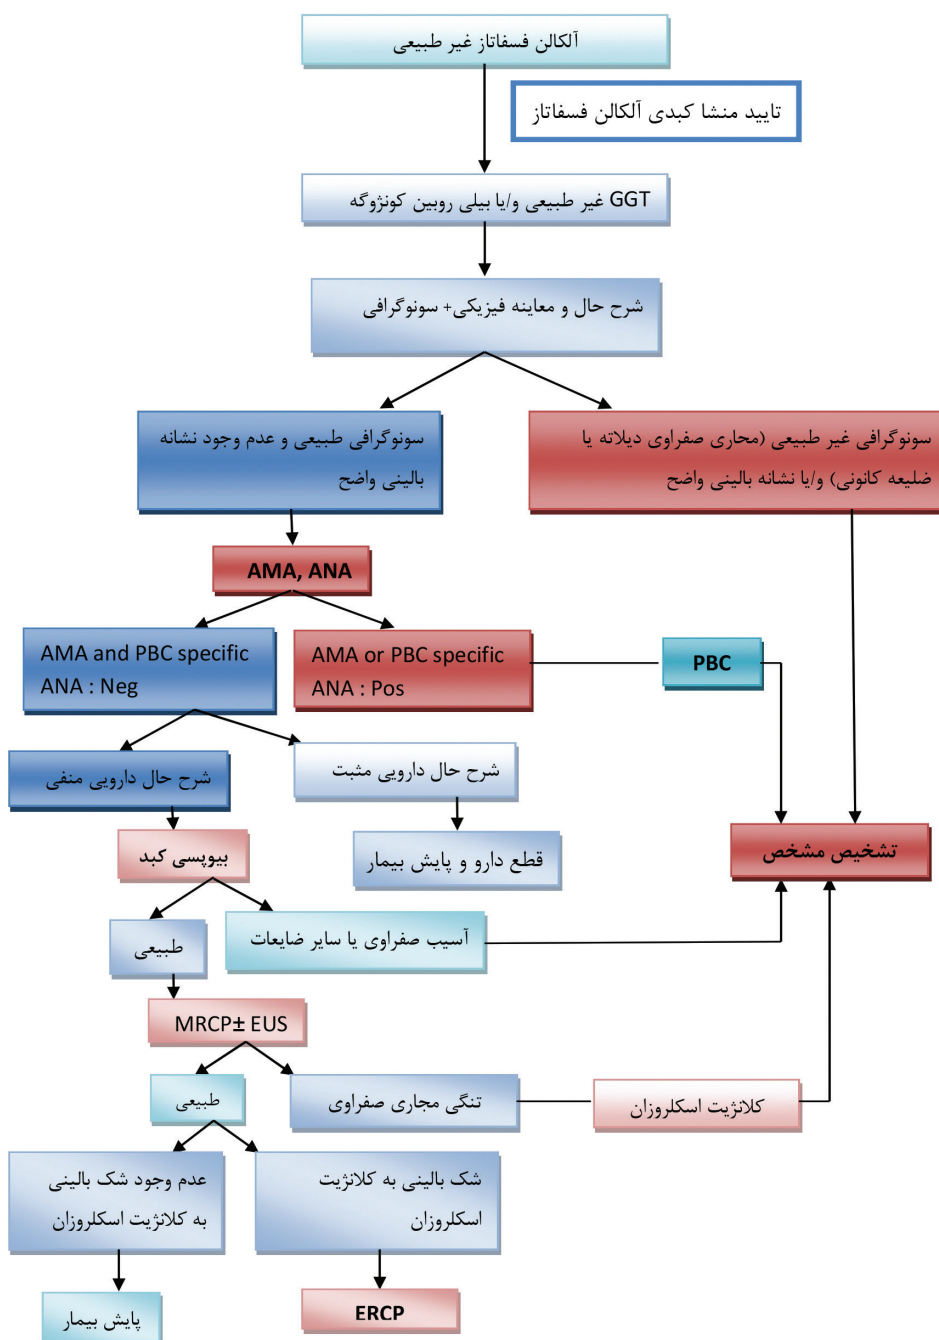 آلکالن فسفاتاز غیر طبیعی
تایید منشا کبدی آلکالن فسفاتاز
GGT غیر طبیعی و/یا بیلی روبین کونژوگه
شرح حال و معاینه فیزیکی+ سونوگرافی
سونوگرافی غیر طبیعی (محاری صفراوی دیلاته یا
ضلیعه کانونی) و/یا نشانه بالینی واضح
سونوگرافی طبیعی و عدم وجود نشانه
بالینی واضح
AMA, ANA
AMA and PBC specific
ANA : Neg
AMA or PBC specific
ANA : Pos
PBC
شرح حال دارویی مثبت
شرح حال دارویی منفی
قطع دارو و پایش بیمار
بیوپسی کبد
تشخیص مشخص
آسیب صفراوی یا سایر ضایعات
طبیعی
MRCP± EUS
طبیعی
تنگی مجاری صفراوی
کلانژیت اسکلروزان
شک بالینی به کلانژیت
اسکلروزان
عدم وجود شک بالینی
به کلانژیت اسکلروزان
ERCP
پایش بیمار